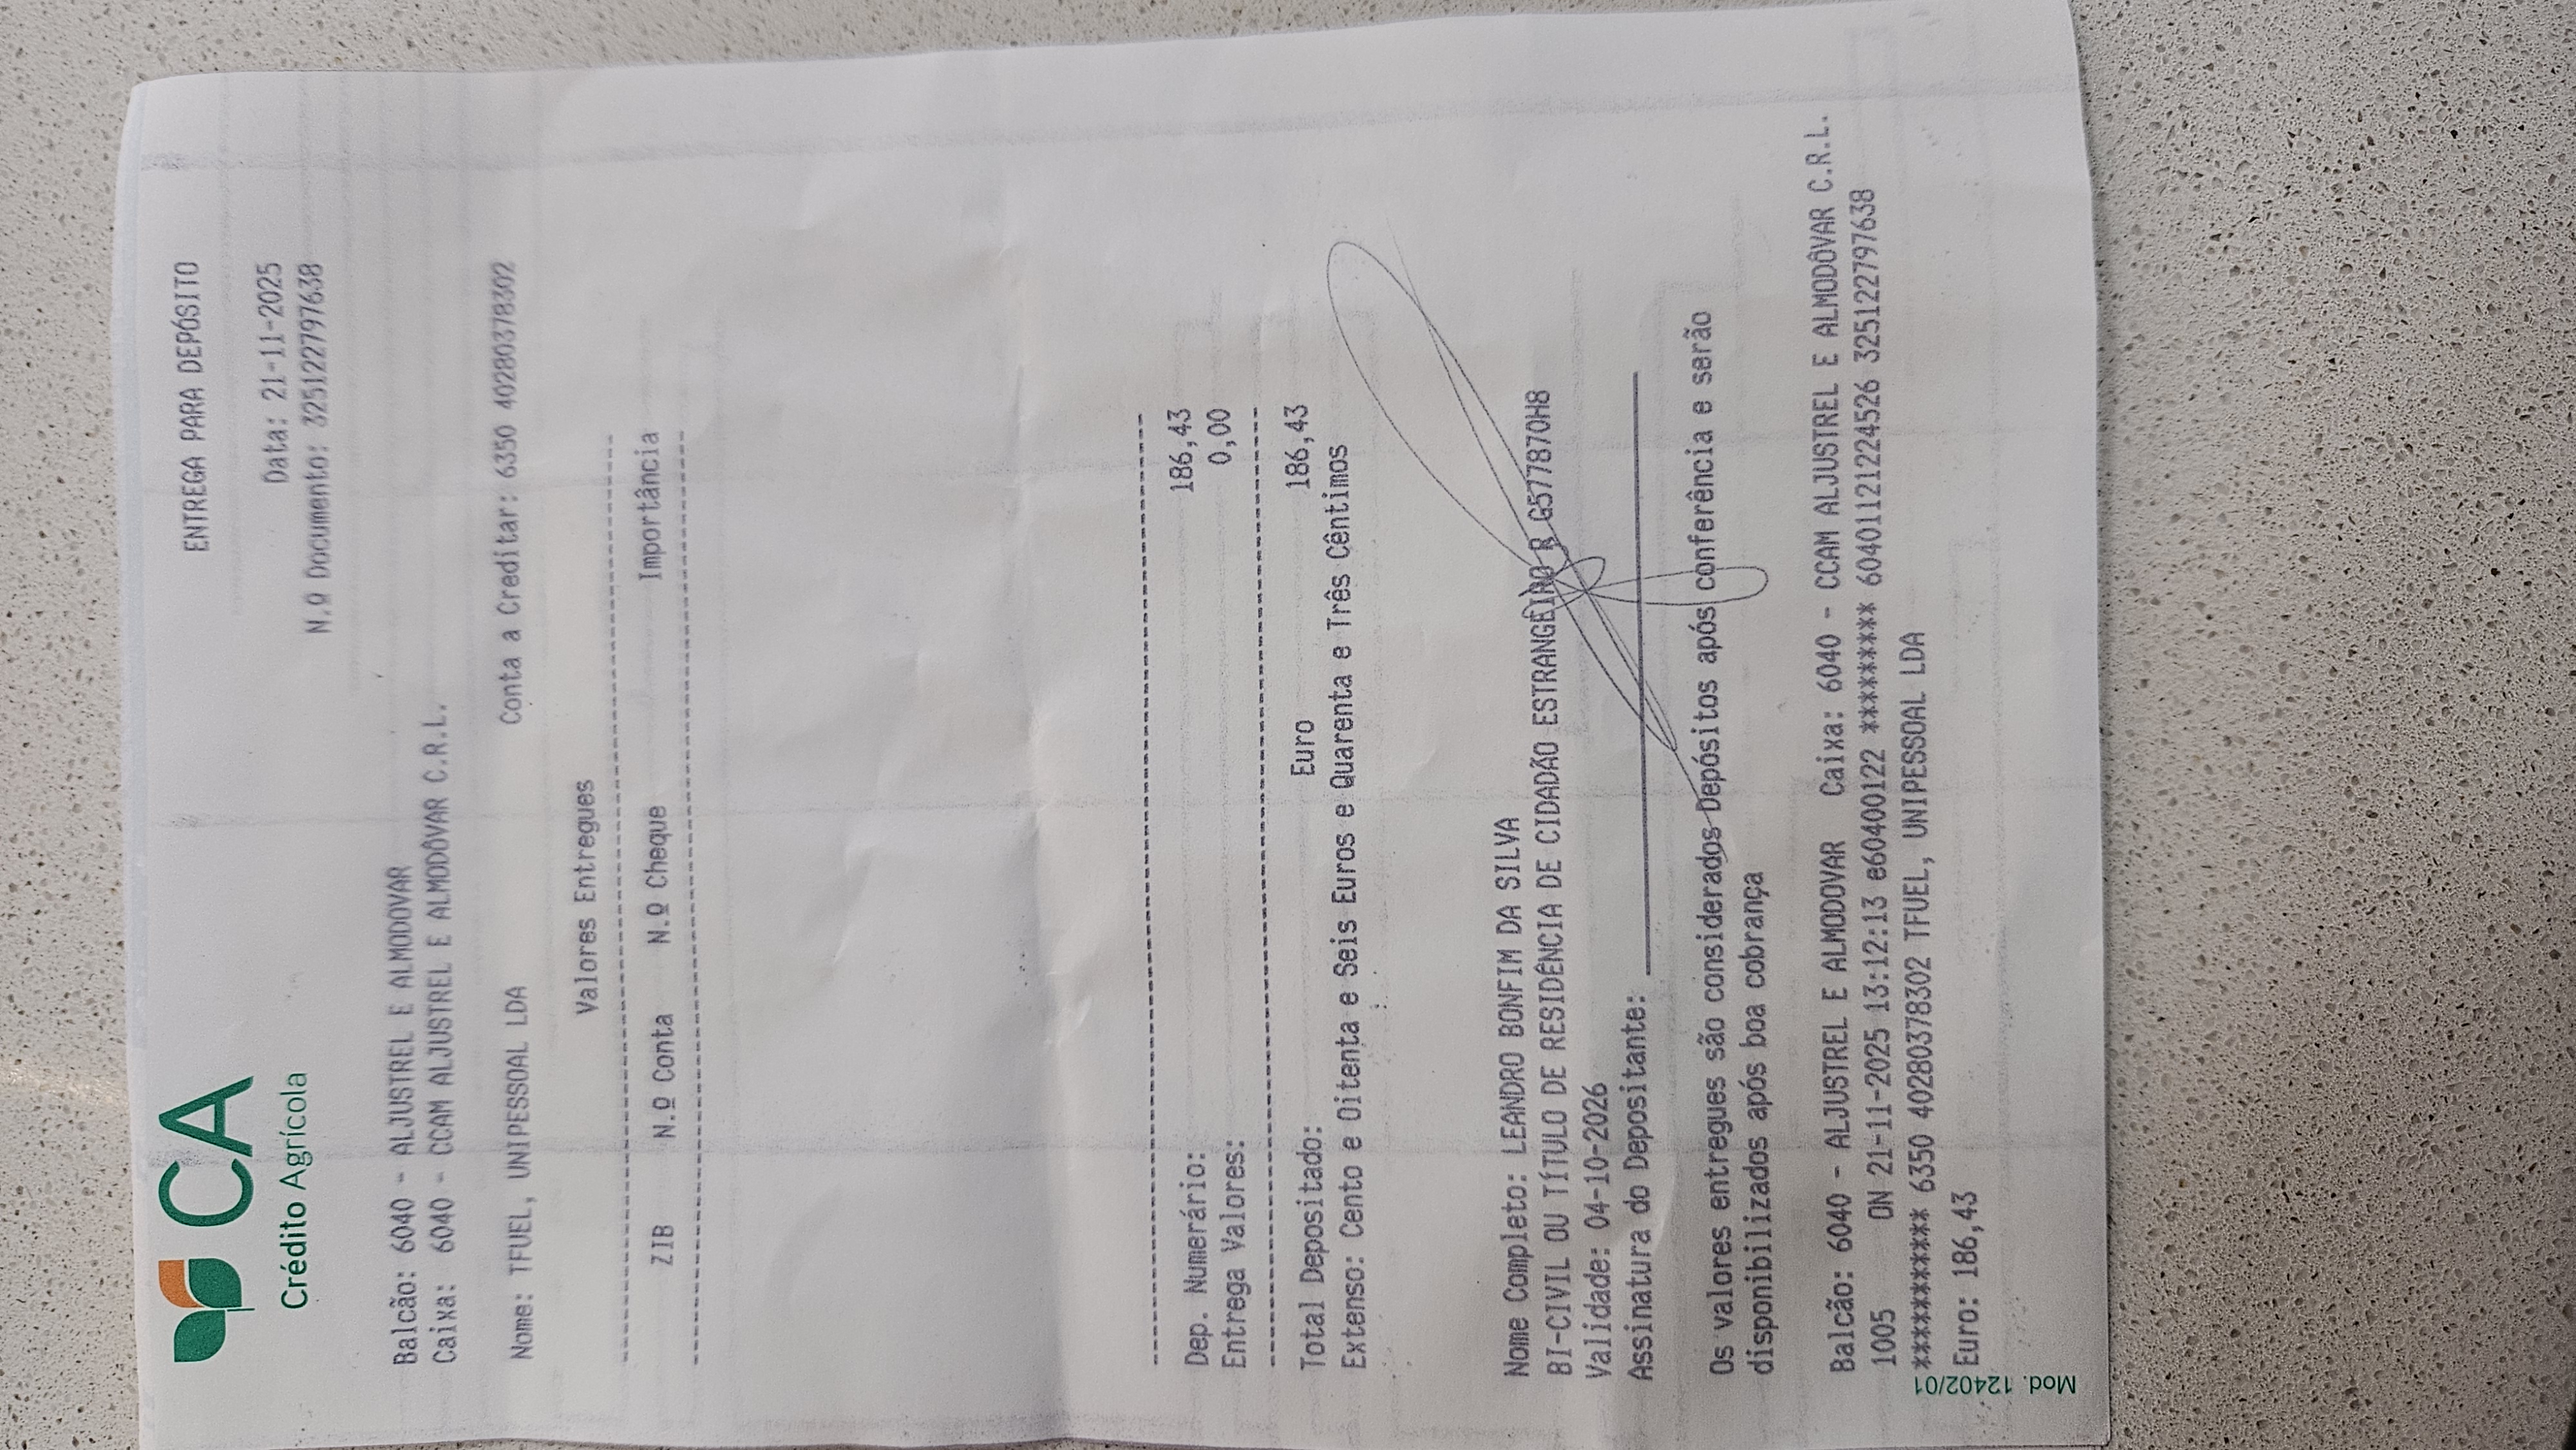 CA
Crédito Agrícola
ENTREGA PARA DEPÓSITO
Data: 21-11-2025
N.º Documento: 3251227976​38
Balcão: 6040 - ALJUSTREL E ALMODOVAR
Caixa: 6040 - CCAM ALJUSTREL E ALMODÔVAR C.R.L.
Nome: TFUEL, UNIPESSOAL LDA Conta a Creditar: 6350 40280378302
Valores Entregues
ZIB N.º Conta N.º Cheque Importância
Dep. Numerário: 186,43
Entrega Valores: 0,00
Total Depositado: Euro 186,43
Extenso: Cento e Oitenta e Seis Euros e Quarenta e Três Cêntimos
Nome Completo: LEANDRO BONFIM DA SILVA
BI-CIVIL OU TÍTULO DE RESIDÊNCIA DE CIDADÃO ESTRANGEIRO R G577870H8
Validade: 04-10-2026
Assinatura do Depositante:
Os valores entregues são considerados Depósitos após conferência e serão
disponibilizados após boa cobrança
Balcão: 6040 - ALJUSTREL E ALMODOVAR Caixa: 6040 - CCAM ALJUSTREL E ALMODÔVAR C.R.L.
1005 ON 21-11-2025 13:12:13 e60400122 ********* 604011212245​26 325122797638
********** 6350 40280378302 TFUEL, UNIPESSOAL LDA
Euro: 186,43
Mod. 12402/01